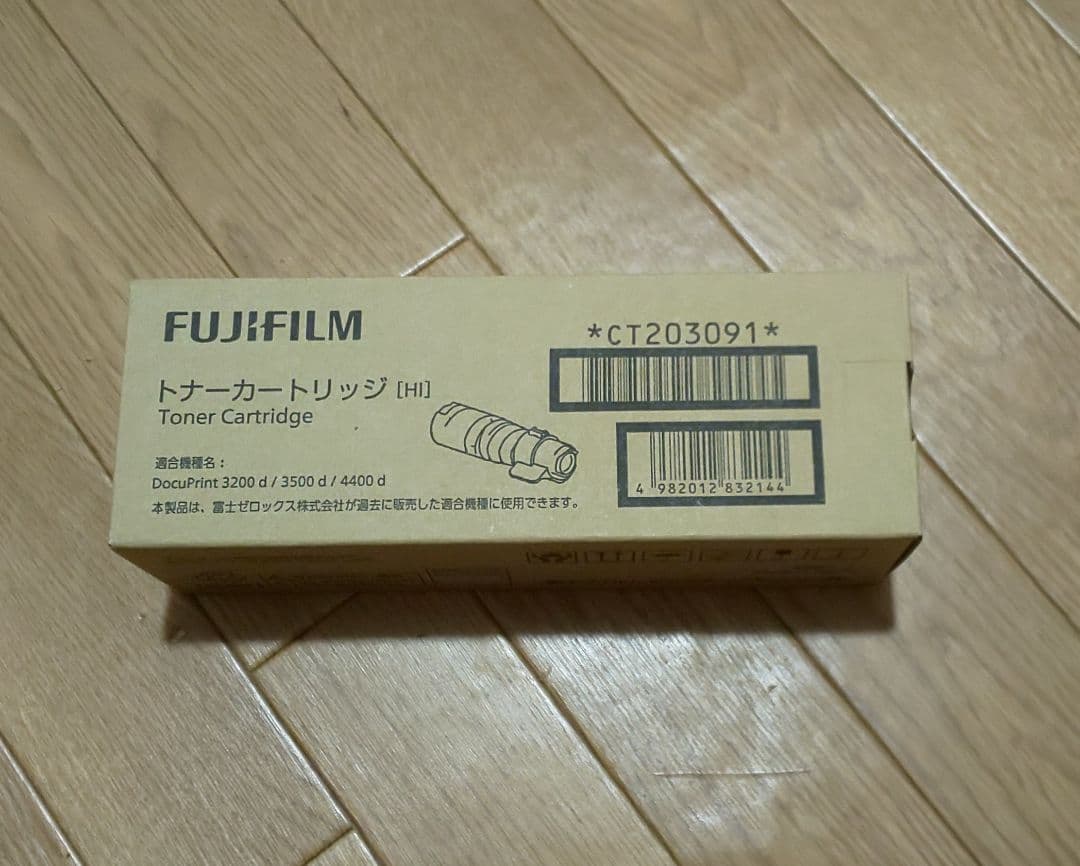 FUJIFILM
トナーカートリッジ [HI]
Toner Cartridge
適合機種名：
DocuPrint 3200 d / 3500 d / 4400 d
本製品は、富士ゼロックス株式会社が過去に販売した適合機種に使用できます。
*CT203091*
4 982012 832144